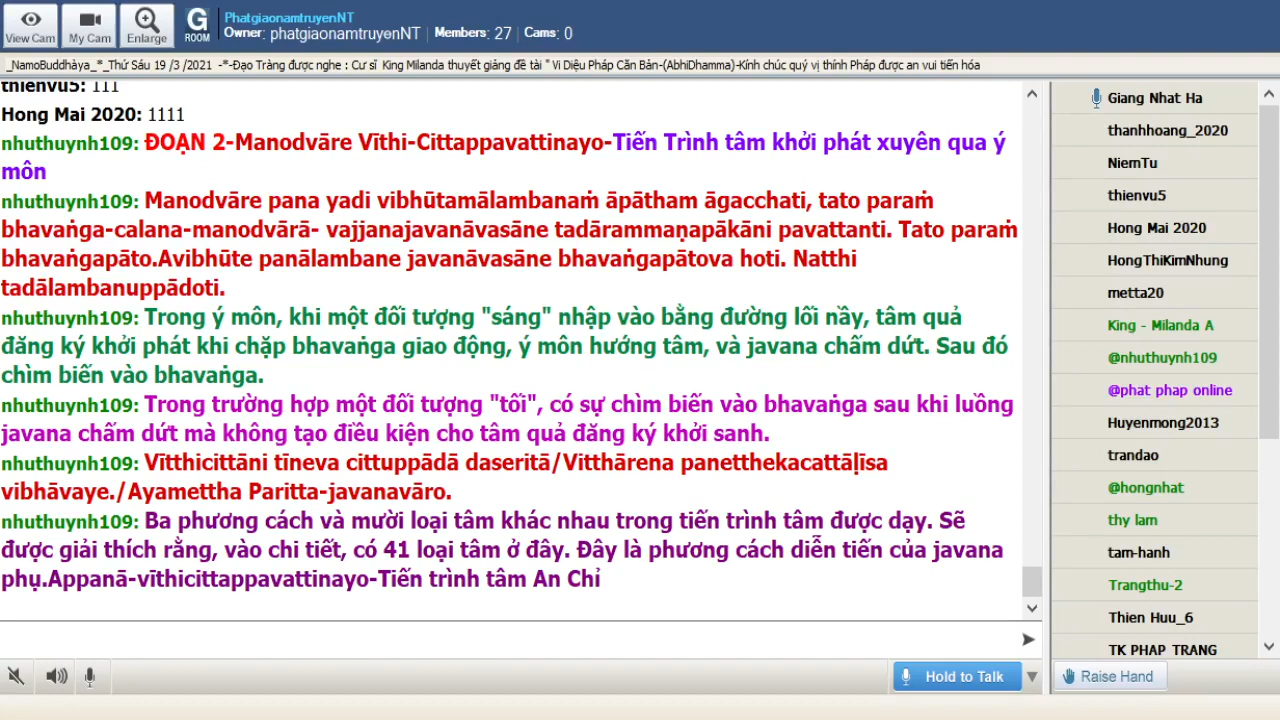 View Cam
My Cam
Enlarge
G
ROOM
PhatgiaonamtruyenNT
Owner: phatgiaonamtruyenNT | Members: 27 | Cams: 0
_NamoBuddhàya_*_Thứ Sáu 19 /3 /2021 -*-Đạo Tràng được nghe : Cư sĩ King Milanda thuyết giảng đề tài " Vi Diệu Pháp Căn Bản-(AbhiDhamma)-Kính chúc quý vị thính Pháp được an vui tiến hóa
thienvu5: 111
Hong Mai 2020: 1111
nhuthuynh109: ĐOẠN 2-Manodvāre Vīthi-Cittappavattinayo-Tiến Trình tâm khởi phát xuyên qua ý
môn
nhuthuynh109: Manodvāre pana yadi vibhūtamālambanaṁ āpātham āgacchati, tato paraṁ
bhavaṅga-calana-manodvārā- vajjanajavanāvasāne tadārammaṇapākāni pavattanti. Tato paraṁ
bhavaṅgapāto.Avibhūte panālambane javanāvasāne bhavaṅgapātova hoti. Natthi
tadālambanuppādoti.
nhuthuynh109: Trong ý môn, khi một đối tượng "sáng" nhập vào bằng đường lối nầy, tâm quả
đăng ký khởi phát khi chặp bhavaṅga giao động, ý môn hướng tâm, và javana chấm dứt. Sau đó
chìm biến vào bhavaṅga.
nhuthuynh109: Trong trường hợp một đối tượng "tối", có sự chìm biến vào bhavaṅga sau khi luồng
javana chấm dứt mà không tạo điều kiện cho tâm quả đăng ký khởi sanh.
nhuthuynh109: Vītthicittāni tīneva cittuppādā daseritā/Vitthārena panetthekacattāḷīsa
vibhāvaye./Ayamettha Paritta-javanavāro.
nhuthuynh109: Ba phương cách và mười loại tâm khác nhau trong tiến trình tâm được dạy. Sẽ
được giải thích rằng, vào chi tiết, có 41 loại tâm ở đây. Đây là phương cách diễn tiến của javana
phụ.Appanā-vīthicittappavattinayo-Tiến trình tâm An Chỉ
Hold to Talk
Giang Nhat Ha
thanhhoang_2020
NiemTu
thienvu5
Hong Mai 2020
HongThiKimNhung
metta20
King - Milanda A
@nhuthuynh109
@phat phap online
Huyenmong2013
trandao
@hongnhat
thy lam
tam-hanh
Trangthu-2
Thien Huu_6
TK PHAP TRANG
Raise Hand